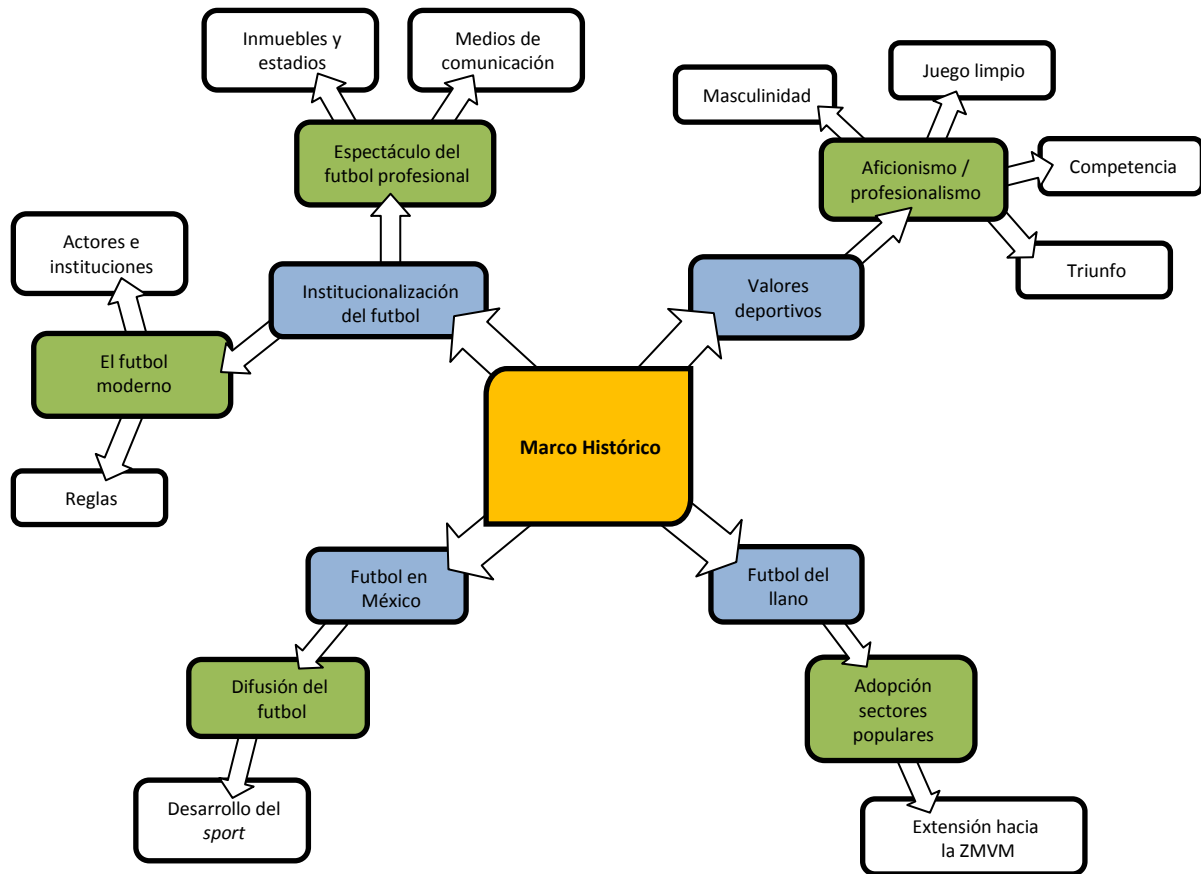 Inmuebles y
estadios
Medios de
comunicación
Juego limpio
Masculinidad
Espectáculo del
futbol profesional
Aficionismo /
profesionalismo
Competencia
Actores e
instituciones
Triunfo
Institucionalización
del futbol
Valores
deportivos
El futbol
moderno
Marco Histórico
Reglas
Futbol en
México
Futbol del
llano
Difusión del
futbol
Adopción
sectores
populares
Desarrollo del
sport
Extensión hacia
la ZMVM